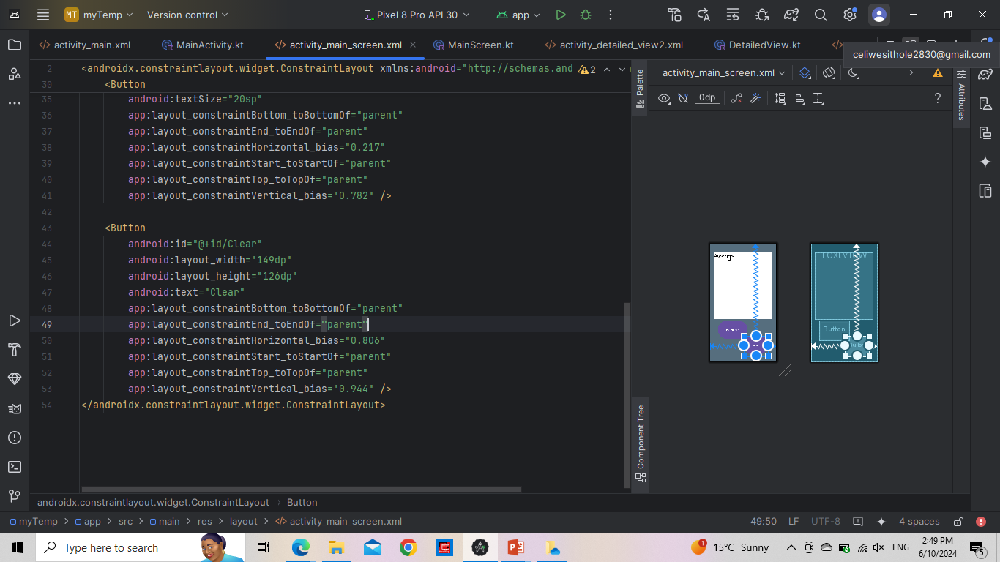 MT myTemp Version control Pixel 8 Pro API 30 app
activity_main.xml MainActivity.kt activity_main_screen.xml MainScreen.kt activity_detailed_view2.xml DetailedView.kt
celiwesithole2830@gmail.com
2 <androidx.constraintlayout.widget.ConstraintLayout xmlns:android="http://schemas.and 2
30 <Button
35 android:textSize="20sp"
36 app:layout_constraintBottom_toBottomOf="parent"
37 app:layout_constraintEnd_toEndOf="parent"
38 app:layout_constraintHorizontal_bias="0.217"
39 app:layout_constraintStart_toStartOf="parent"
40 app:layout_constraintTop_toTopOf="parent"
41 app:layout_constraintVertical_bias="0.782" />
42
43 <Button
44 android:id="@+id/Clear"
45 android:layout_width="149dp"
46 android:layout_height="126dp"
47 android:text="Clear"
48 app:layout_constraintBottom_toBottomOf="parent"
49 app:layout_constraintEnd_toEndOf="parent"
50 app:layout_constraintHorizontal_bias="0.806"
51 app:layout_constraintStart_toStartOf="parent"
52 app:layout_constraintTop_toTopOf="parent"
53 app:layout_constraintVertical_bias="0.944" />
54 </androidx.constraintlayout.widget.ConstraintLayout>
Palette
Component Tree
activity_main_screen.xml
0dp ?
Attributes
Average
TextView
Button
androidx.constraintlayout.widget.ConstraintLayout > Button
myTemp > app > src > main > res > layout > activity_main_screen.xml 49:50 LF UTF-8 4 spaces
Type here to search
1 15°C Sunny ENG 2:49 PM
6/10/2024 5